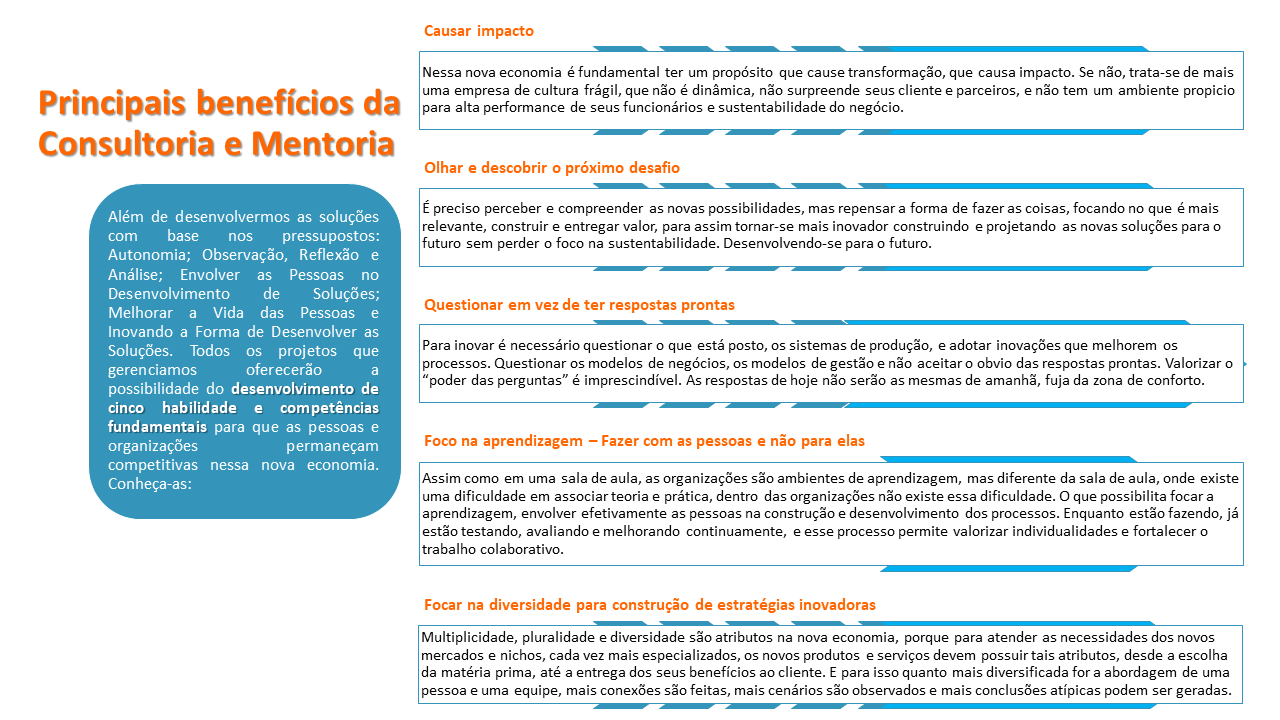 Principais benefícios da
Consultoria e Mentoria
Além de desenvolvermos as soluções
com base nos pressupostos:
Autonomia; Observação, Reflexão e
Análise; Envolver as Pessoas no
Desenvolvimento de Soluções;
Melhorar a Vida das Pessoas e
Inovando a Forma de Desenvolver as
Soluções. Todos os projetos que
gerenciamos oferecerão a
possibilidade do desenvolvimento de
cinco habilidade e competências
fundamentais para que as pessoas e
organizações permaneçam
competitivas nessa nova economia.
Conheça-as:
Causar impacto
Nessa nova economia é fundamental ter um propósito que cause transformação, que causa impacto. Se não, trata-se de mais
uma empresa de cultura frágil, que não é dinâmica, não surpreende seus cliente e parceiros, e não tem um ambiente propicio
para alta performance de seus funcionários e sustentabilidade do negócio.
Olhar e descobrir o próximo desafio
É preciso perceber e compreender as novas possibilidades, mas repensar a forma de fazer as coisas, focando no que é mais
relevante, construir e entregar valor, para assim tornar-se mais inovador construindo e projetando as novas soluções para o
futuro sem perder o foco na sustentabilidade. Desenvolvendo-se para o futuro.
Questionar em vez de ter respostas prontas
Para inovar é necessário questionar o que está posto, os sistemas de produção, e adotar inovações que melhorem os
processos. Questionar os modelos de negócios, os modelos de gestão e não aceitar o obvio das respostas prontas. Valorizar o
“poder das perguntas” é imprescindível. As respostas de hoje não serão as mesmas de amanhã, fuja da zona de conforto.
Foco na aprendizagem – Fazer com as pessoas e não para elas
Assim como em uma sala de aula, as organizações são ambientes de aprendizagem, mas diferente da sala de aula, onde existe
uma dificuldade em associar teoria e prática, dentro das organizações não existe essa dificuldade. O que possibilita focar a
aprendizagem, envolver efetivamente as pessoas na construção e desenvolvimento dos processos. Enquanto estão fazendo, já
estão testando, avaliando e melhorando continuamente, e esse processo permite valorizar individualidades e fortalecer o
trabalho colaborativo.
Focar na diversidade para construção de estratégias inovadoras
Multiplicidade, pluralidade e diversidade são atributos na nova economia, porque para atender as necessidades dos novos
mercados e nichos, cada vez mais especializados, os novos produtos e serviços devem possuir tais atributos, desde a escolha
da matéria prima, até a entrega dos seus benefícios ao cliente. E para isso quanto mais diversificada for a abordagem de uma
pessoa e uma equipe, mais conexões são feitas, mais cenários são observados e mais conclusões atípicas podem ser geradas.